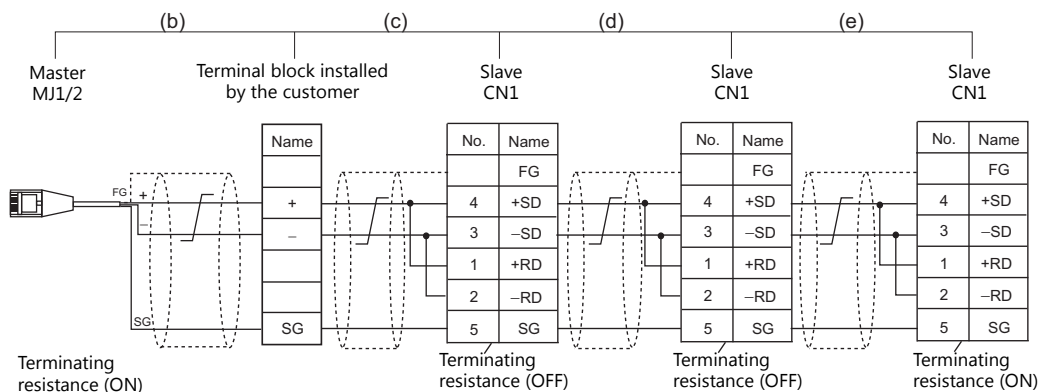 (b) (c) (d) (e)
Master
MJ1/2
Terminal block installed
by the customer
Slave
CN1
Slave
CN1
Slave
CN1
Name
+
–
SG
No. Name
FG
4 +SD
3 –SD
1 +RD
2 –RD
5 SG
No. Name
FG
4 +SD
3 –SD
1 +RD
2 –RD
5 SG
No. Name
FG
4 +SD
3 –SD
1 +RD
2 –RD
5 SG
FG
+
–
SG
Terminating
resistance (ON)
Terminating
resistance (OFF)
Terminating
resistance (OFF)
Terminating
resistance (ON)